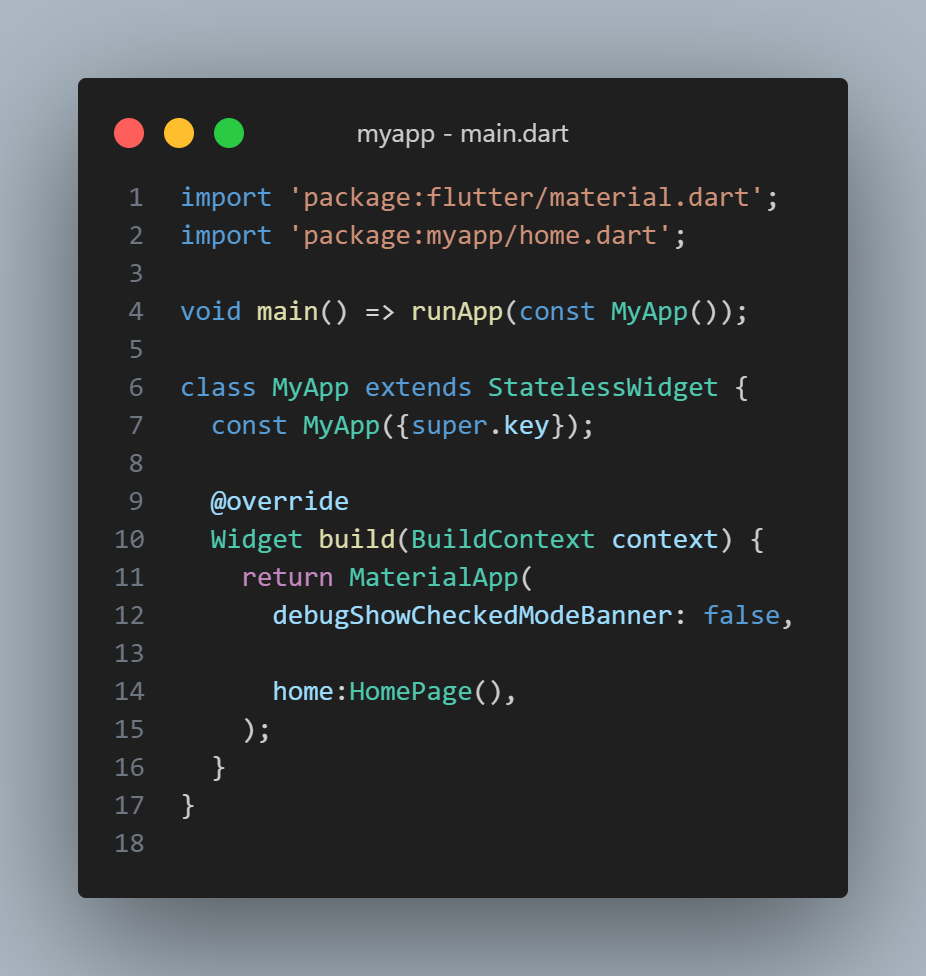 myapp - main.dart
1 import 'package:flutter/material.dart';
2 import 'package:myapp/home.dart';
3
4 void main() => runApp(const MyApp());
5
6 class MyApp extends StatelessWidget {
7   const MyApp({super.key});
8
9   @override
10   Widget build(BuildContext context) {
11     return MaterialApp(
12       debugShowCheckedModeBanner: false,
13
14       home:HomePage(),
15     );
16   }
17 }
18